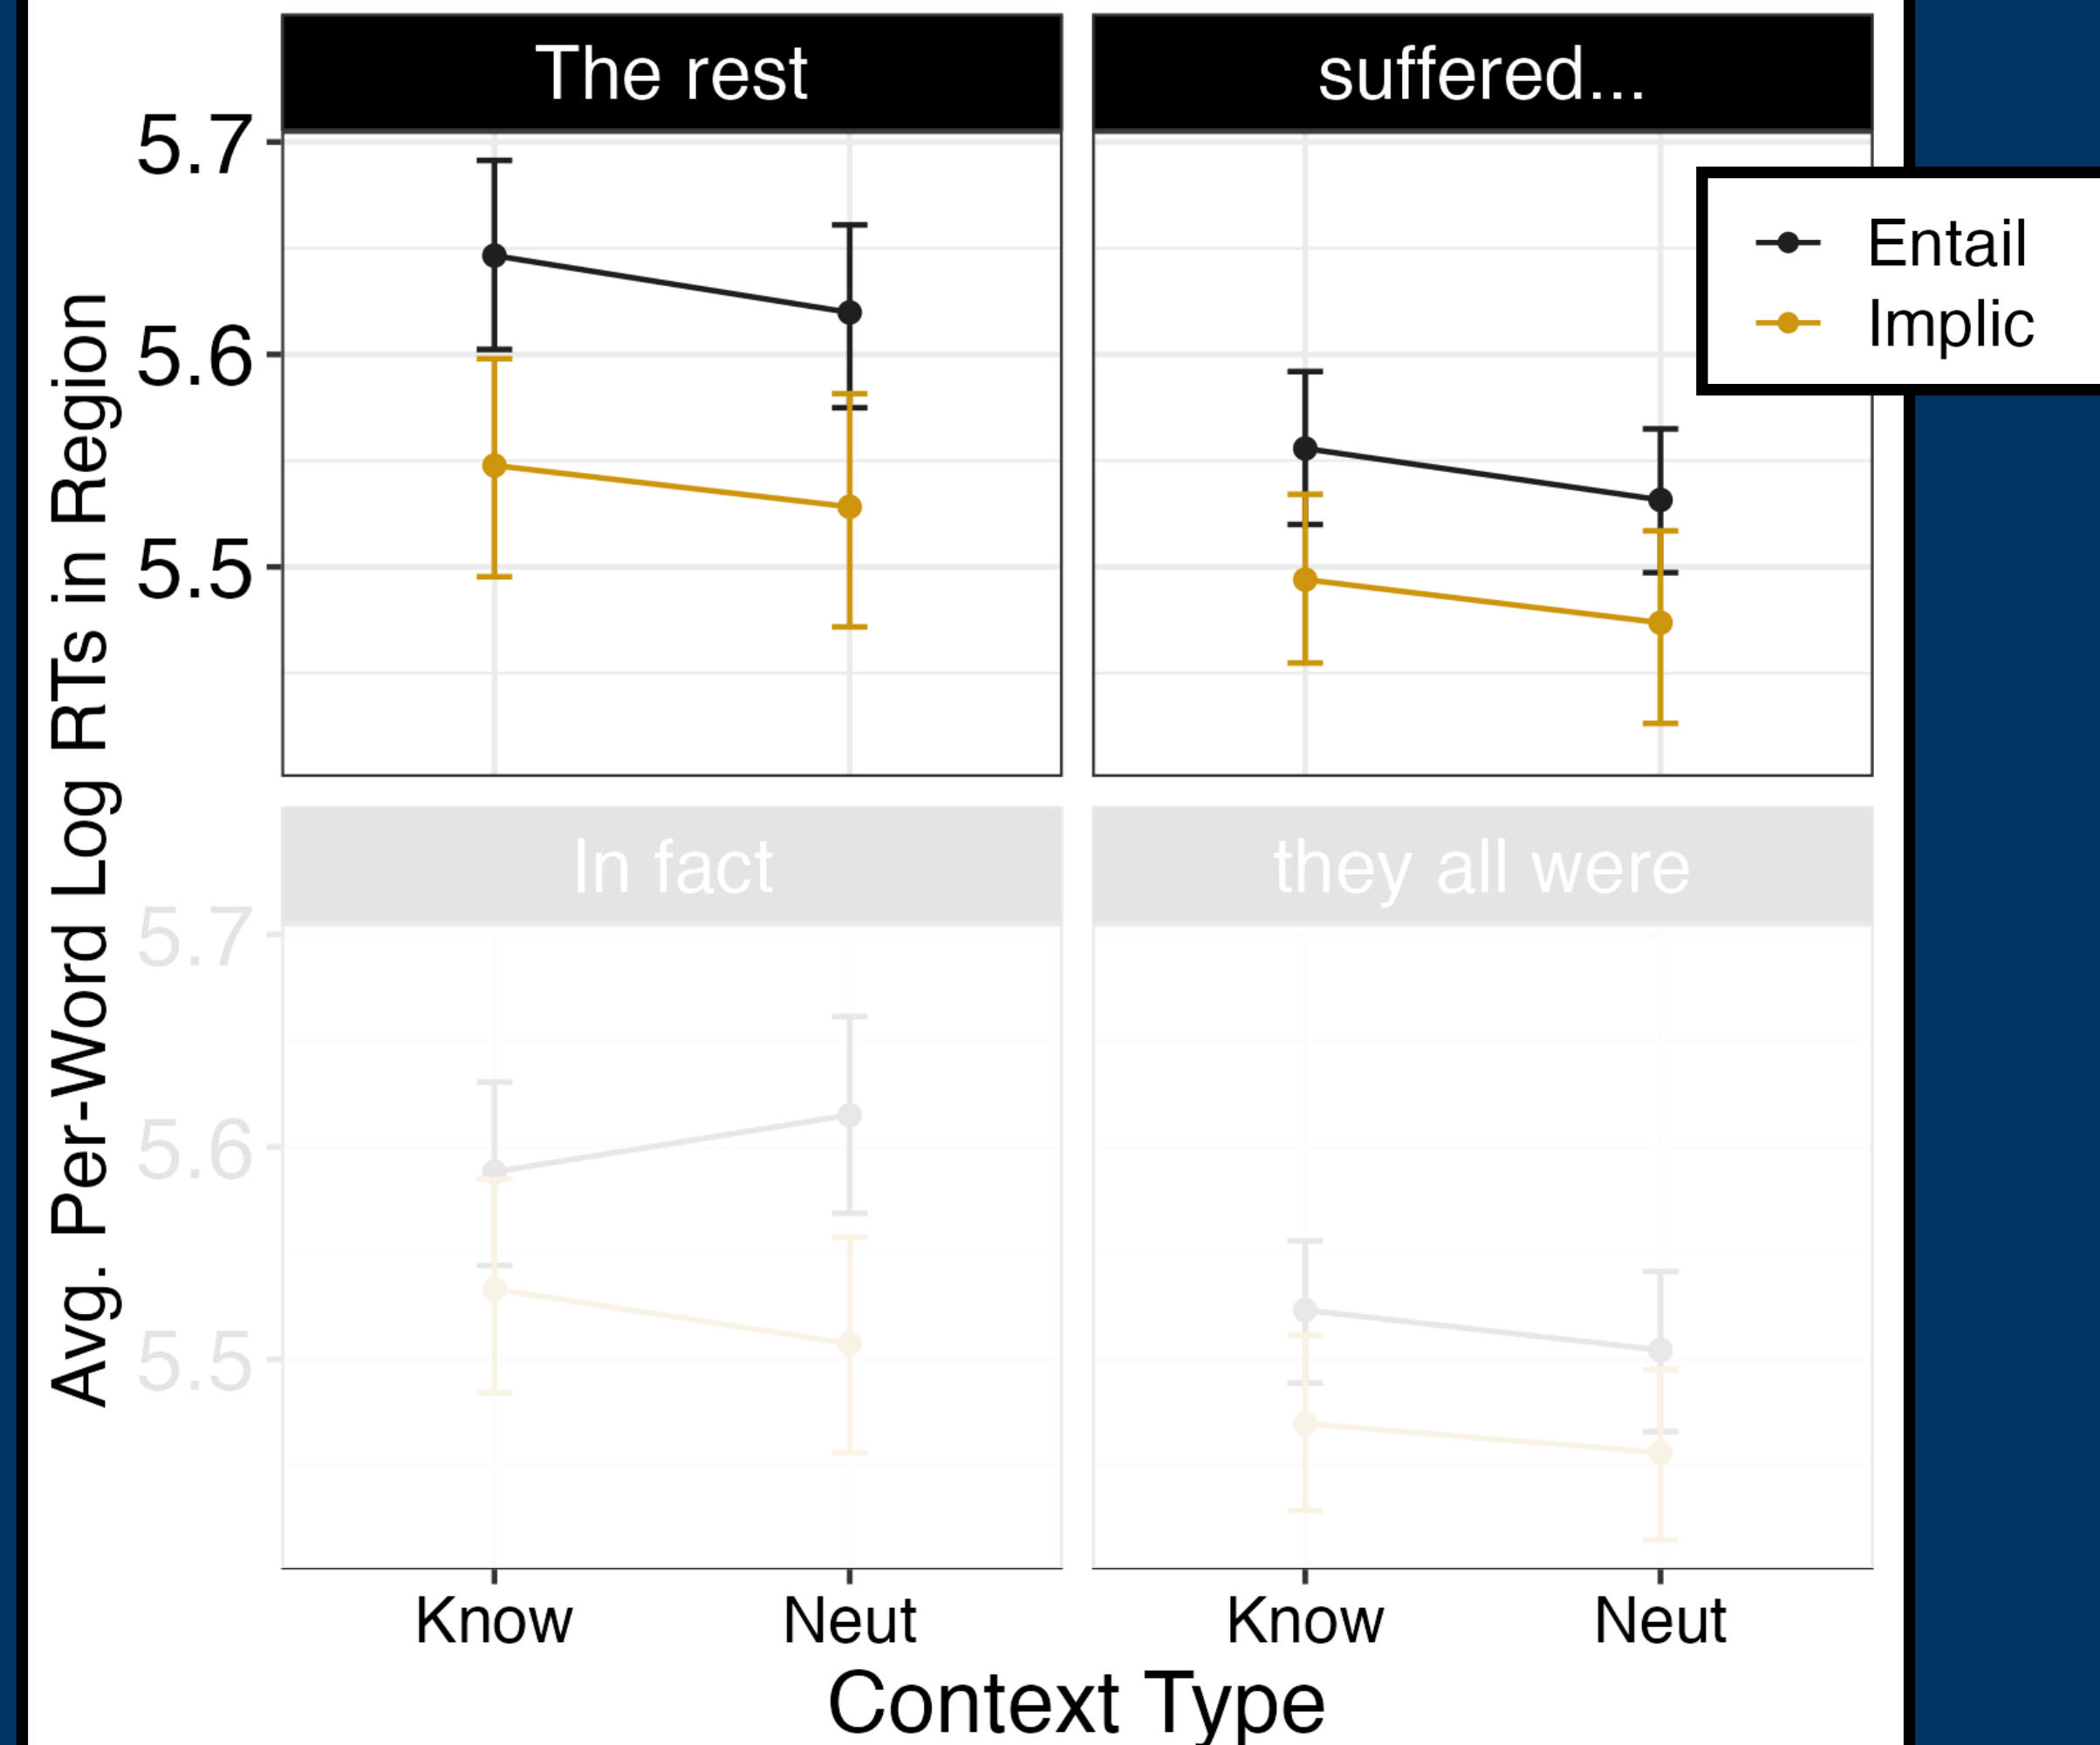 The rest
suffered...
5.7
5.6
5.5
Entail
Implic
Avg. Per-Word Log RTs in Region
In fact
they all were
5.7
5.6
5.5
Know
Neut
Know
Neut
Context Type